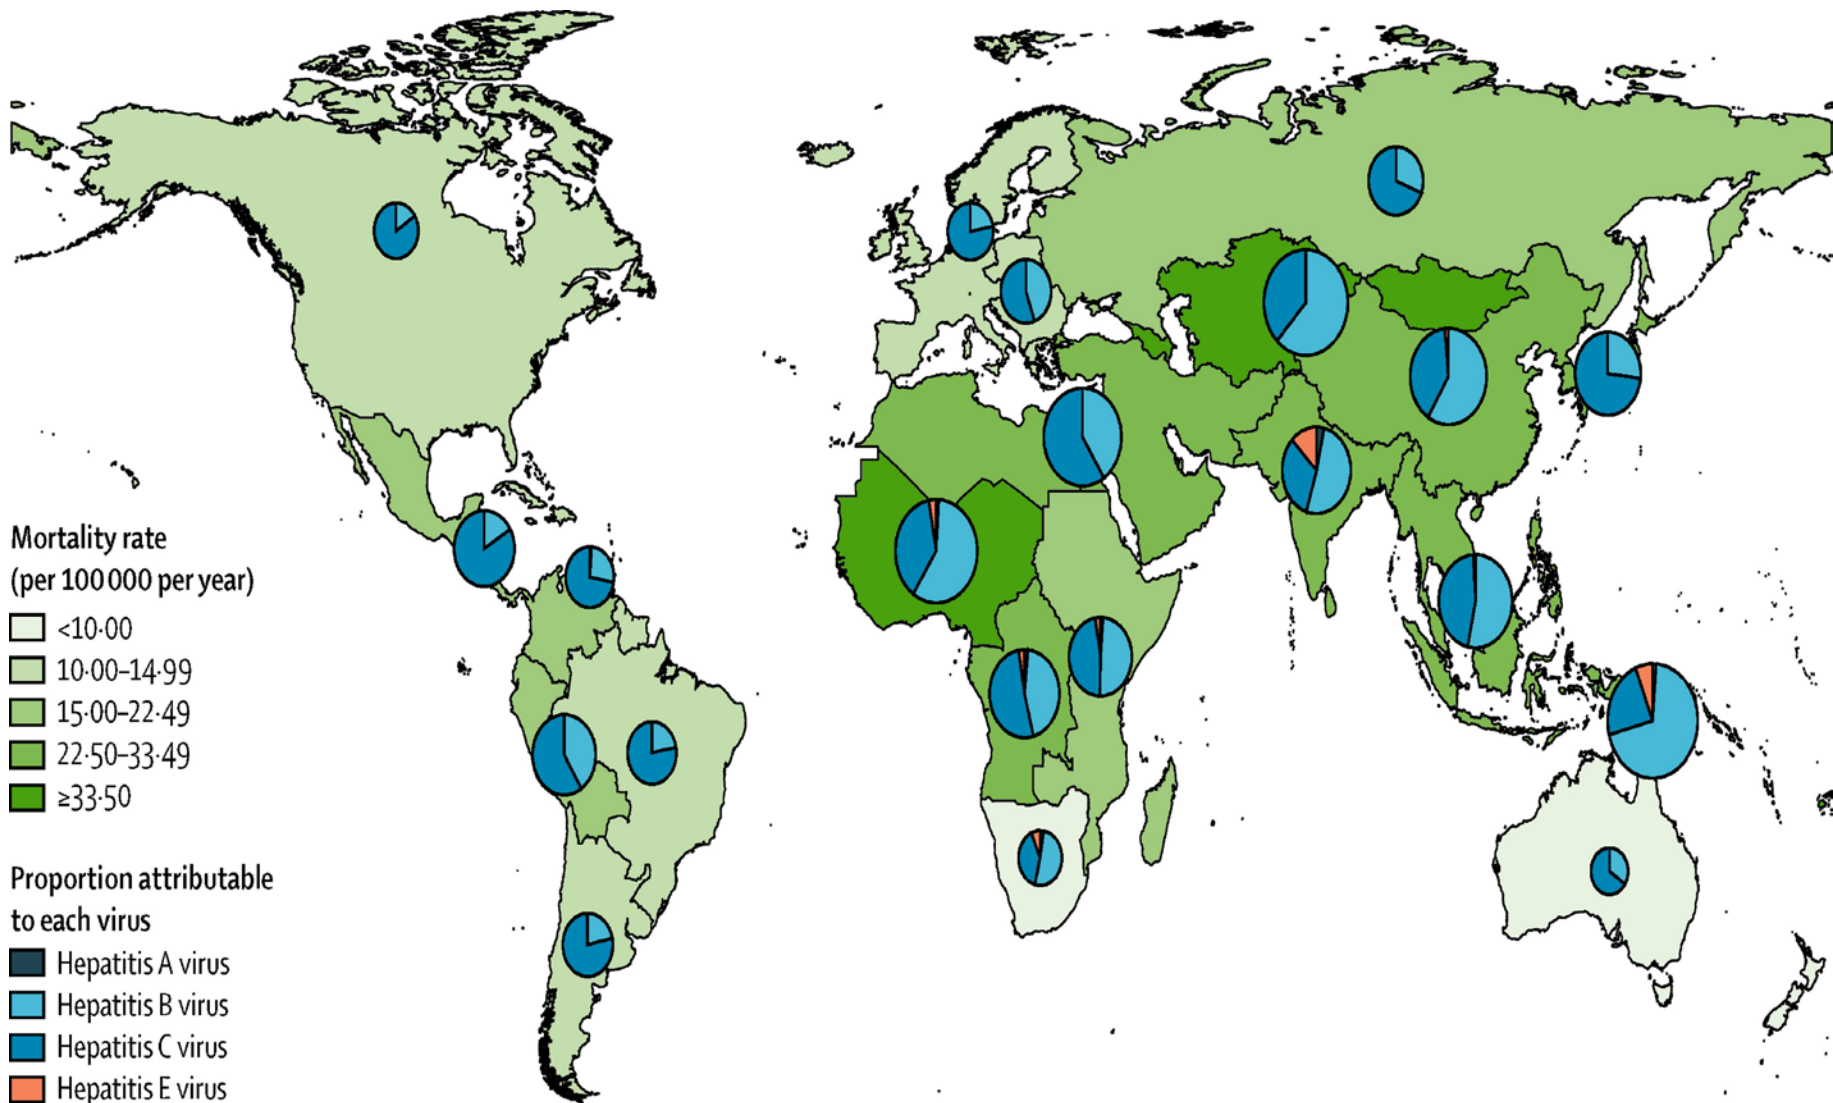 Mortality rate
(per 100 000 per year)
<10·00
10·00–14·99
15·00–22·49
22·50–33·49
≥33·50
Proportion attributable
to each virus
Hepatitis A virus
Hepatitis B virus
Hepatitis C virus
Hepatitis E virus